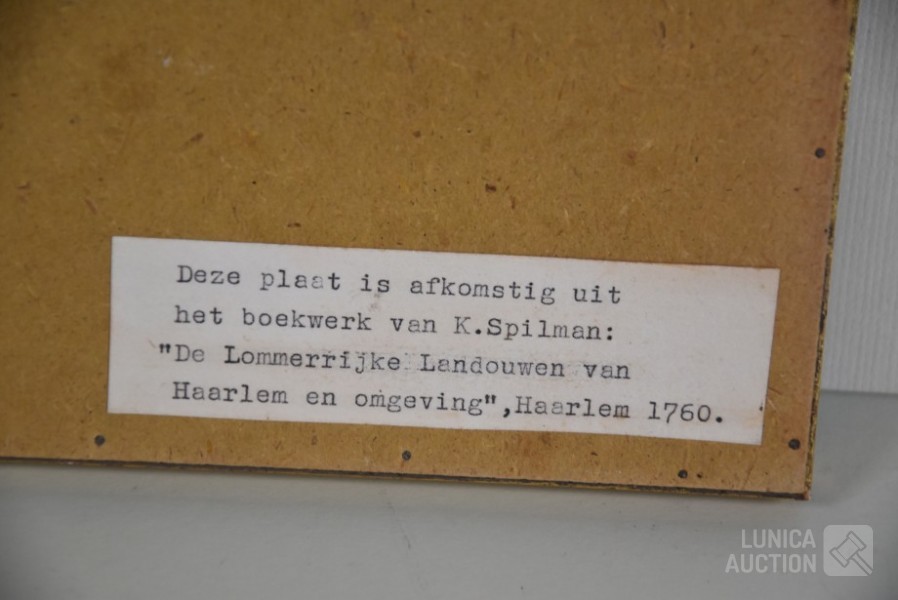 Deze plaat is afkomstig uit
het boekwerk van K.Spilman:
"De Lommerrijke Landouwen van
Haarlem en omgeving",Haarlem 1760.
LUNICA
AUCTION